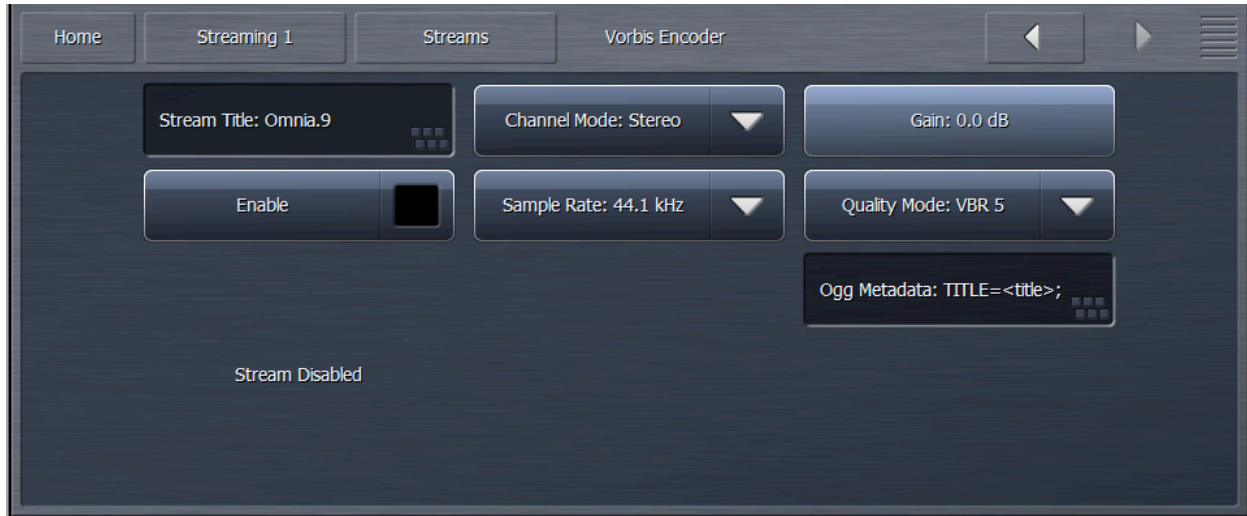 Home
Streaming 1
Streams
Vorbis Encoder
Stream Title: Omnia.9
Channel Mode: Stereo
Gain: 0.0 dB
Enable
Sample Rate: 44.1 kHz
Quality Mode: VBR 5
Ogg Metadata: TITLE=<title>;
Stream Disabled